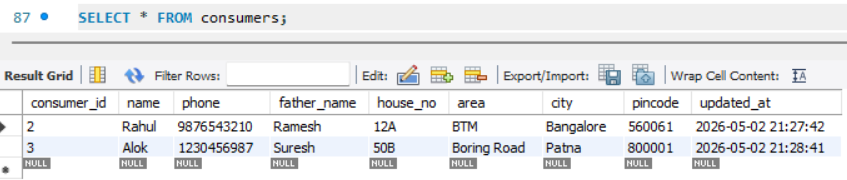 87 SELECT * FROM consumers;
Result Grid Filter Rows: Edit: Export/Import: Wrap Cell Content: IA
consumer_id name phone father_name house_no area city pincode updated_at
2 Rahul 9876543210 Ramesh 12A BTM Bangalore 560061 2026-05-02 21:27:42
3 Alok 1230456987 Suresh 50B Boring Road Patna 800001 2026-05-02 21:28:41
NULL NULL NULL NULL NULL NULL NULL NULL NULL